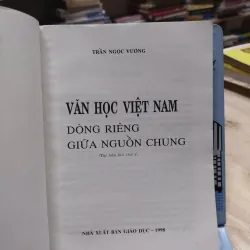 TRẦN NGỌC VƯƠNG
VĂN HỌC VIỆT NAM
DÒNG RIÊNG
GIỮA NGUỒN CHUNG
NHÀ XUẤT BẢN GIÁO DỤC - 1998